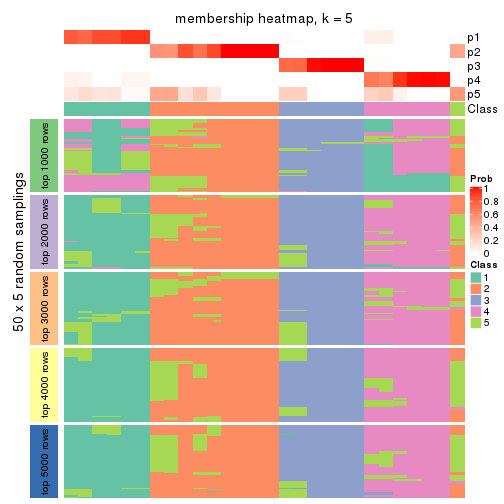 membership heatmap, k = 5
p1
p2
p3
p4
p5
Class
Prob
1
0.8
0.6
0.4
0.2
0
Class
1
2
3
4
5
50 x 5 random samplings
top 1000 rows
top 2000 rows
top 3000 rows
top 4000 rows
top 5000 rows